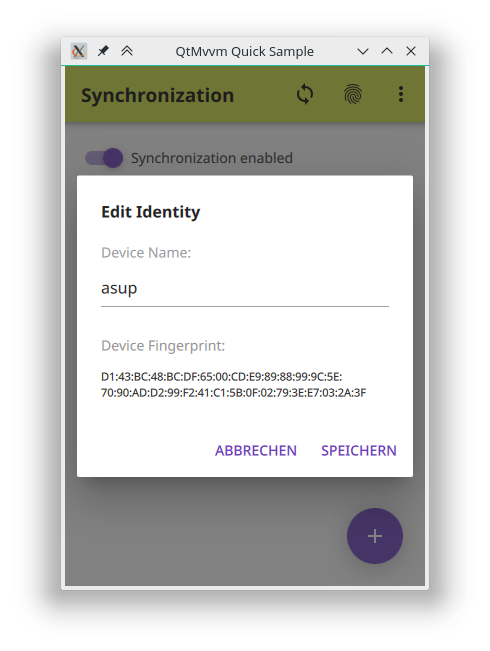 QtMvvm Quick Sample
Synchronization
Synchronization enabled
Edit Identity
Device Name:
asup
Device Fingerprint:
D1:43:BC:48:BC:DF:65:00:CD:E9:89:88:99:9C:5E:
70:90:AD:D2:99:F2:41:C1:5B:0F:02:79:3E:E7:03:2A:3F
ABBRECHEN SPEICHERN